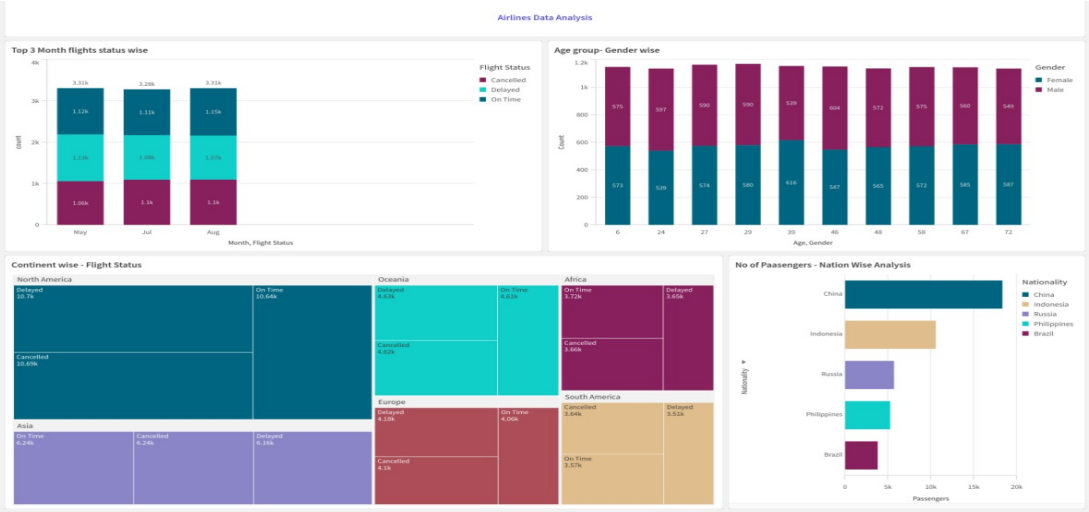 Airlines Data Analysis
Top 3 Month flights status wise
4k
3k
2k
1k
0
count
3.31k
3.28k
3.31k
1.12k
1.11k
1.15k
1.13k
1.08k
1.07k
1.06k
1.1k
1.1k
May
Jul
Aug
Month, Flight Status
Flight Status
Cancelled
Delayed
On Time
Age group- Gender wise
1.2k
1k
800
600
400
200
0
Count
575
597
590
590
539
604
572
575
560
549
573
539
574
580
616
547
565
572
585
587
6
24
27
29
39
46
48
58
67
72
Age, Gender
Gender
Female
Male
Continent wise - Flight Status
North America
Delayed
10.7k
On Time
10.64k
Cancelled
10.69k
Asia
On Time
6.24k
Cancelled
6.24k
Delayed
6.16k
Oceania
Delayed
4.63k
On Time
4.61k
Cancelled
4.62k
Europe
Delayed
4.18k
On Time
4.06k
Cancelled
4.1k
Africa
On Time
3.72k
Delayed
3.65k
Cancelled
3.66k
South America
Cancelled
3.64k
Delayed
3.51k
On Time
3.57k
No of Paasengers - Nation Wise Analysis
Nationality
China
Indonesia
Russia
Philippines
Brazil
0
5k
10k
15k
20k
Passengers
Nationality
China
Indonesia
Russia
Philippines
Brazil